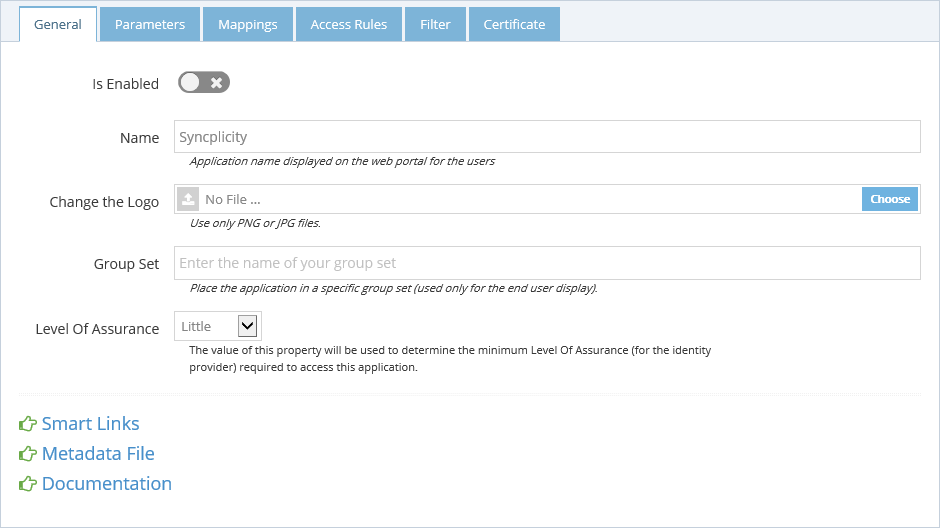 General Parameters Mappings Access Rules Filter Certificate
Is Enabled
Name Syncplicity
Application name displayed on the web portal for the users
Change the Logo No File ... Choose
Use only PNG or JPG files.
Group Set Enter the name of your group set
Place the application in a specific group set (used only for the end user display).
Level Of Assurance Little
The value of this property will be used to determine the minimum Level Of Assurance (for the identity
provider) required to access this application.
Smart Links
Metadata File
Documentation